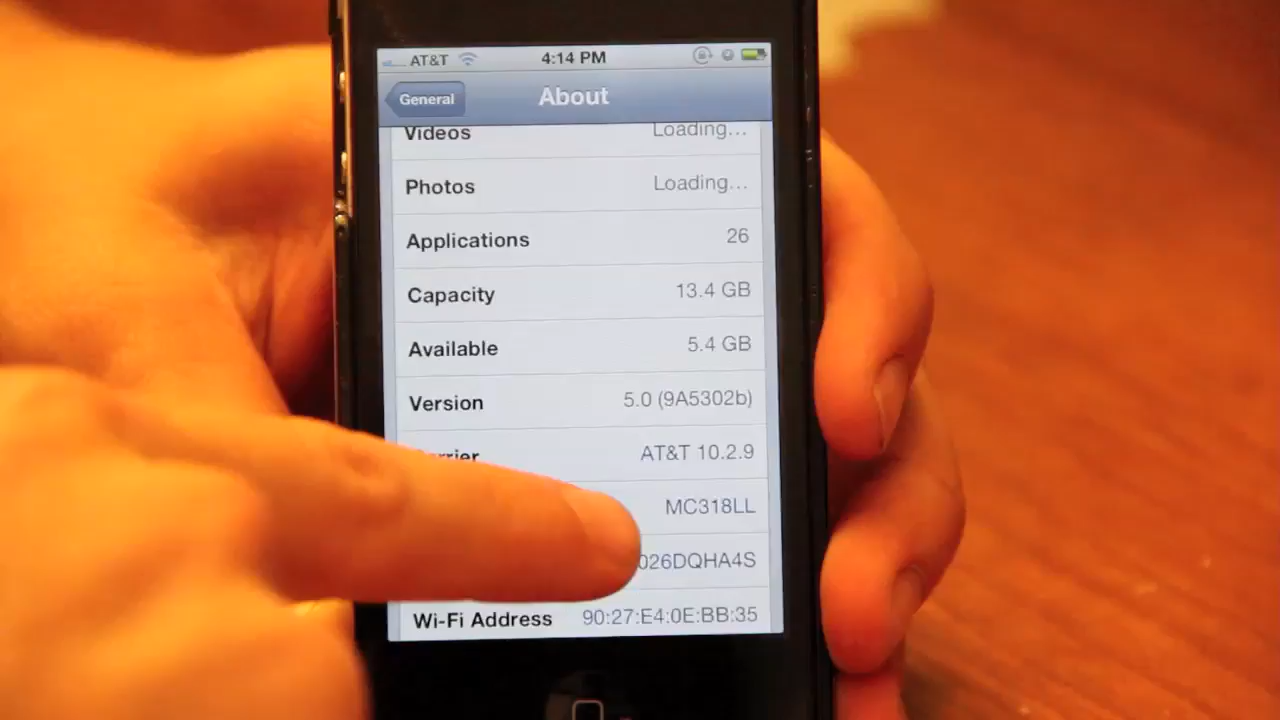 AT&T 4:14 PM
General About
Videos Loading...
Photos Loading...
Applications 26
Capacity 13.4 GB
Available 5.4 GB
Version 5.0 (9A5302b)
AT&T 10.2.9
MC318LL
026DQHA4S
Wi-Fi Address 90:27:E4:0E:BB:35